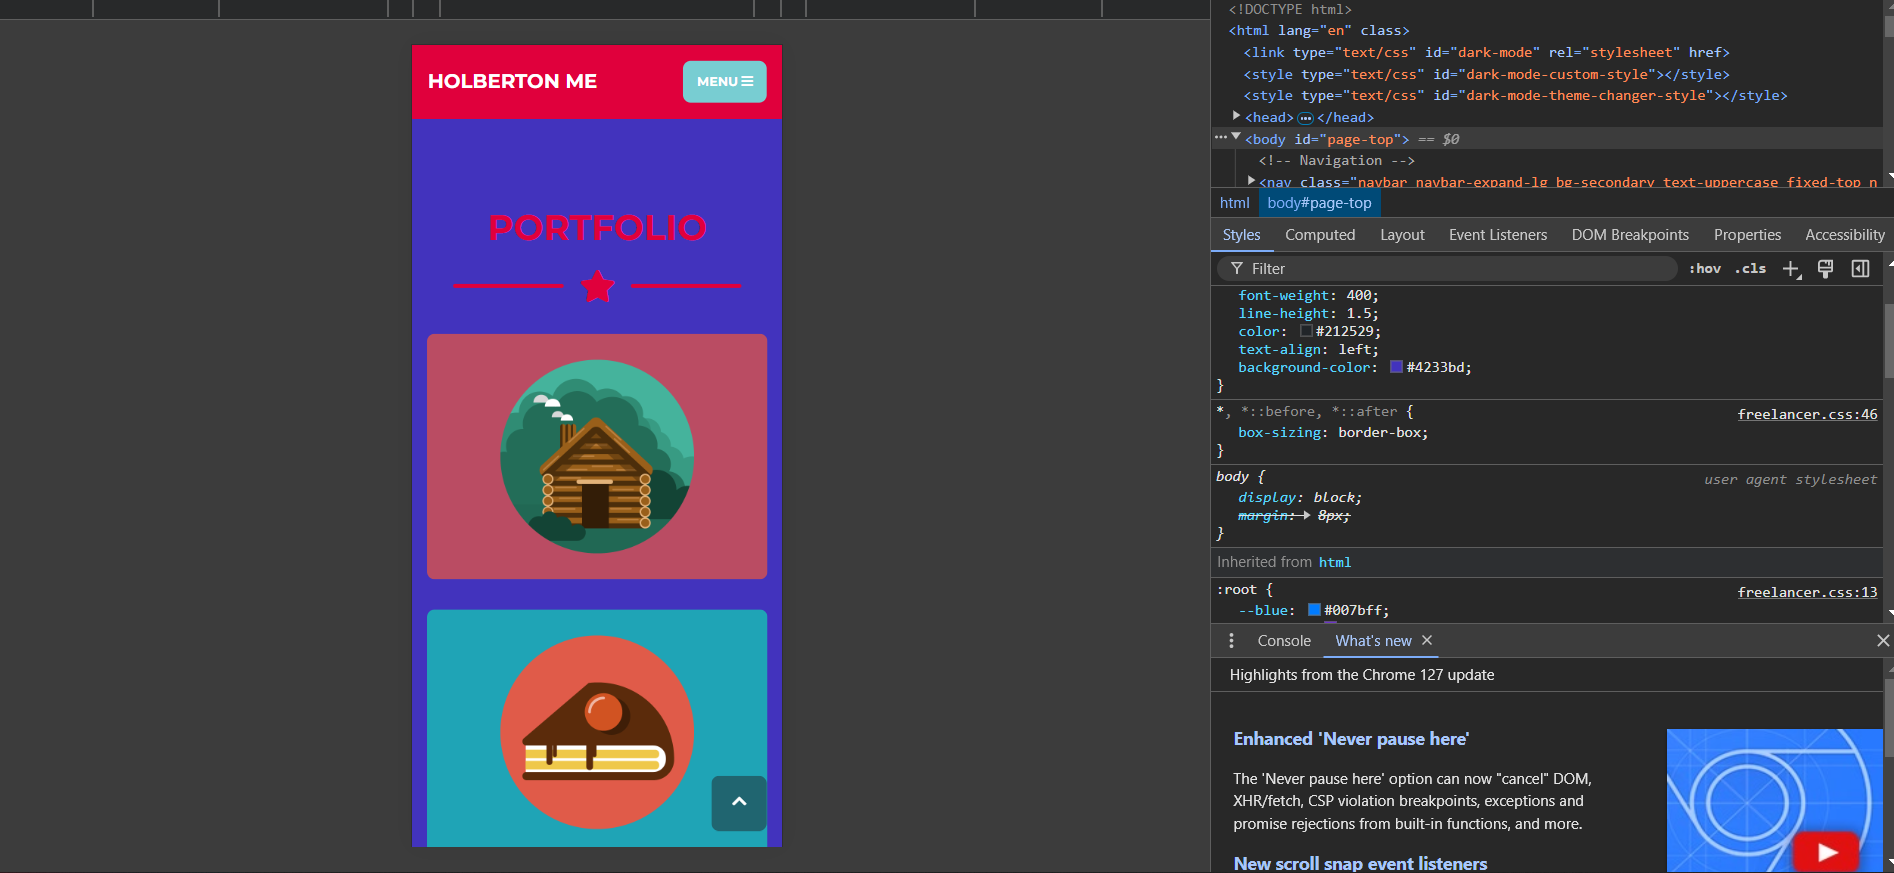 HOLBERTON ME
MENU
PORTFOLIO
<!DOCTYPE html>
<html lang="en" class>
<link type="text/css" id="dark-mode" rel="stylesheet" href>
<style type="text/css" id="dark-mode-custom-style"></style>
<style type="text/css" id="dark-mode-theme-changer-style"></style>
<head> ••• </head>
••• <body id="page-top"> == $0
<!-- Navigation -->
<nav class="navbar navbar-expand-lg bg-secondary text-uppercase fixed-top n
html body#page-top
Styles Computed Layout Event Listeners DOM Breakpoints Properties Accessibility
Filter :hov .cls
font-weight: 400;
line-height: 1.5;
color: #212529;
text-align: left;
background-color: #4233bd;
}
*, *::before, *::after { freelancer.css:46
box-sizing: border-box;
}
body { user agent stylesheet
display: block;
margin: 8px;
}
Inherited from html
:root { freelancer.css:13
--blue: #007bff;
Console What's new
Highlights from the Chrome 127 update
Enhanced 'Never pause here'
The 'Never pause here' option can now "cancel" DOM,
XHR/fetch, CSP violation breakpoints, exceptions and
promise rejections from built-in functions, and more.
New scroll snap event listeners